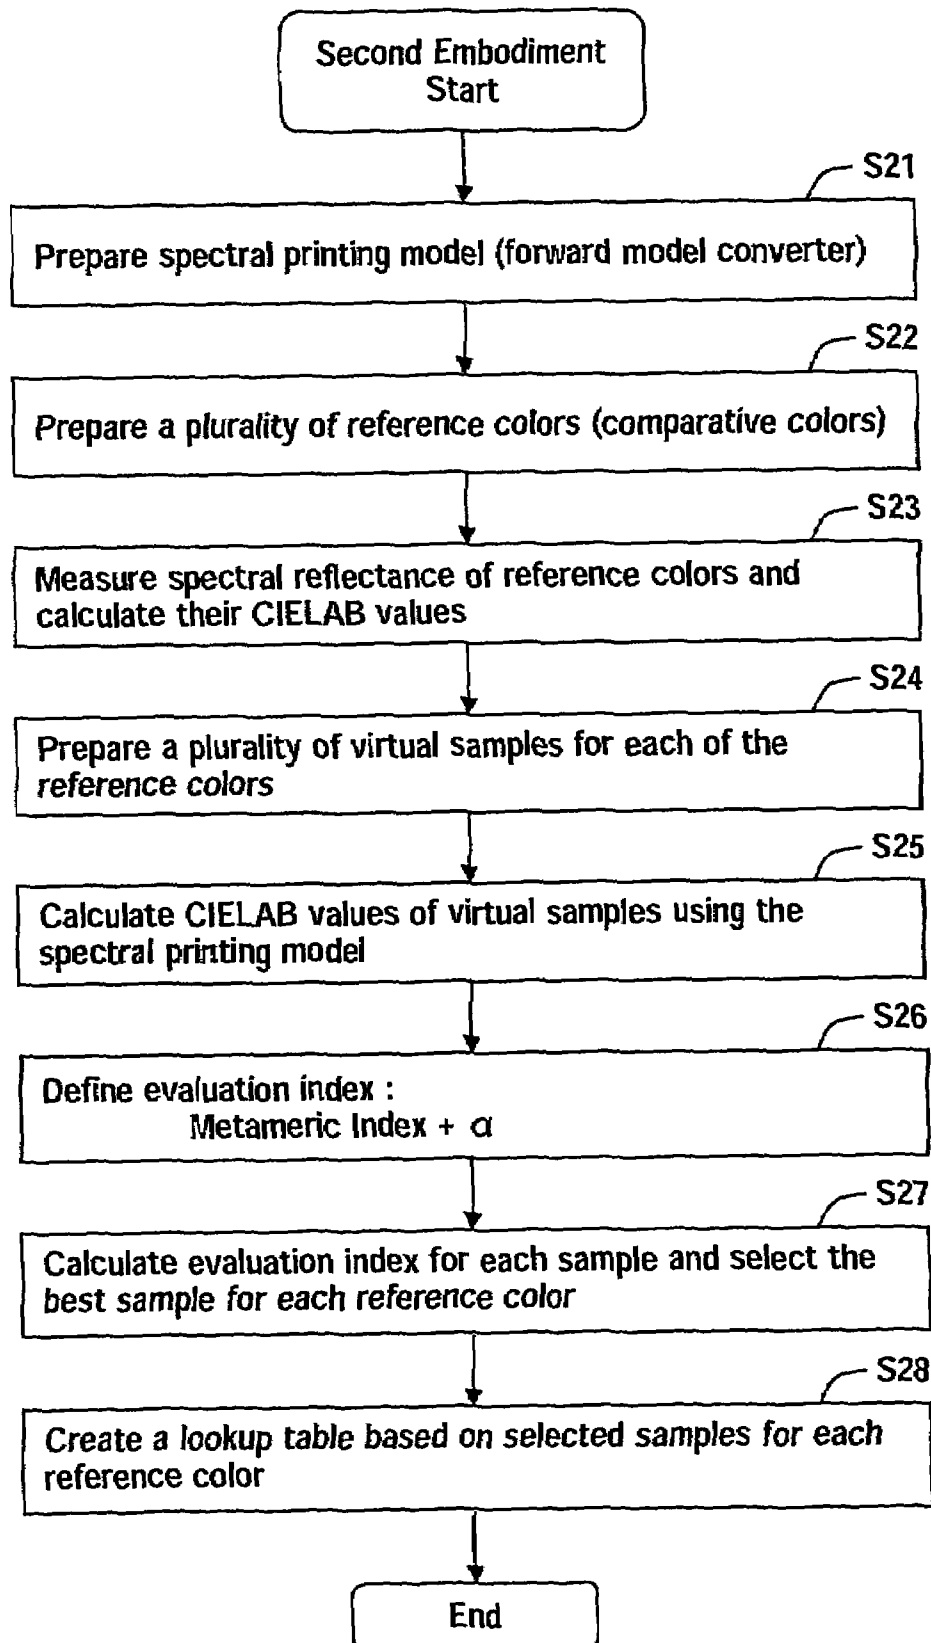 Second Embodiment
Start
S21
Prepare spectral printing model (forward model converter)
S22
Prepare a plurality of reference colors (comparative colors)
S23
Measure spectral reflectance of reference colors and
calculate their CIELAB values
S24
Prepare a plurality of virtual samples for each of the
reference colors
S25
Calculate CIELAB values of virtual samples using the
spectral printing model
S26
Define evaluation index :
Metameric Index + α
S27
Calculate evaluation index for each sample and select the
best sample for each reference color
S28
Create a lookup table based on selected samples for each
reference color
End